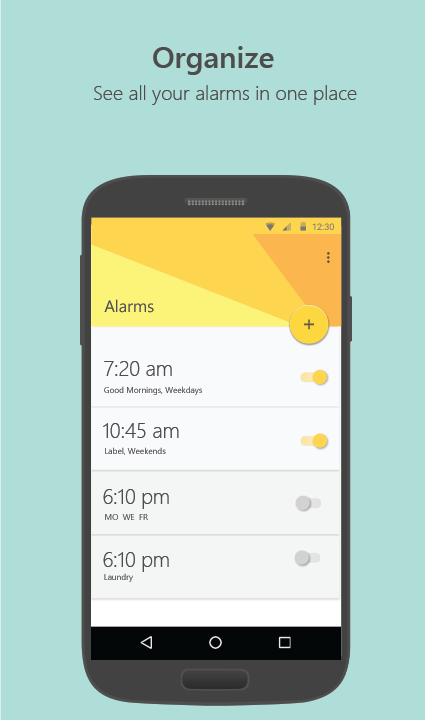 Organize
See all your alarms in one place
12:30
Alarms
+
7:20 am
Good Mornings, Weekdays
10:45 am
Label, Weekends
6:10 pm
MO WE FR
6:10 pm
Laundry